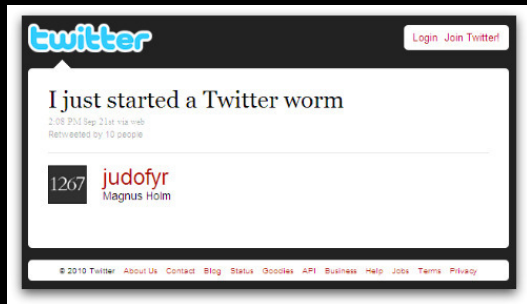 twitter
Login Join Twitter!
I just started a Twitter worm
2:08 PM Sep 21st via web
Retweeted by 10 people
1267
judofyr
Magnus Holm
© 2010 Twitter About Us Contact Blog Status Goodies API Business Help Jobs Terms Privacy